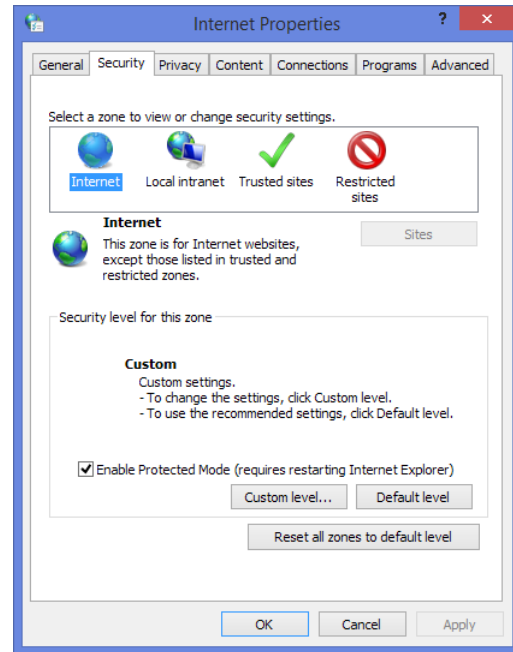 Internet Properties
? ×
General Security Privacy Content Connections Programs Advanced
Select a zone to view or change security settings.
Internet Local intranet Trusted sites Restricted
sites
Internet
Sites
This zone is for Internet websites,
except those listed in trusted and
restricted zones.
Security level for this zone
Custom
Custom settings.
- To change the settings, click Custom level.
- To use the recommended settings, click Default level.
Enable Protected Mode (requires restarting Internet Explorer)
Custom level... Default level
Reset all zones to default level
OK Cancel Apply